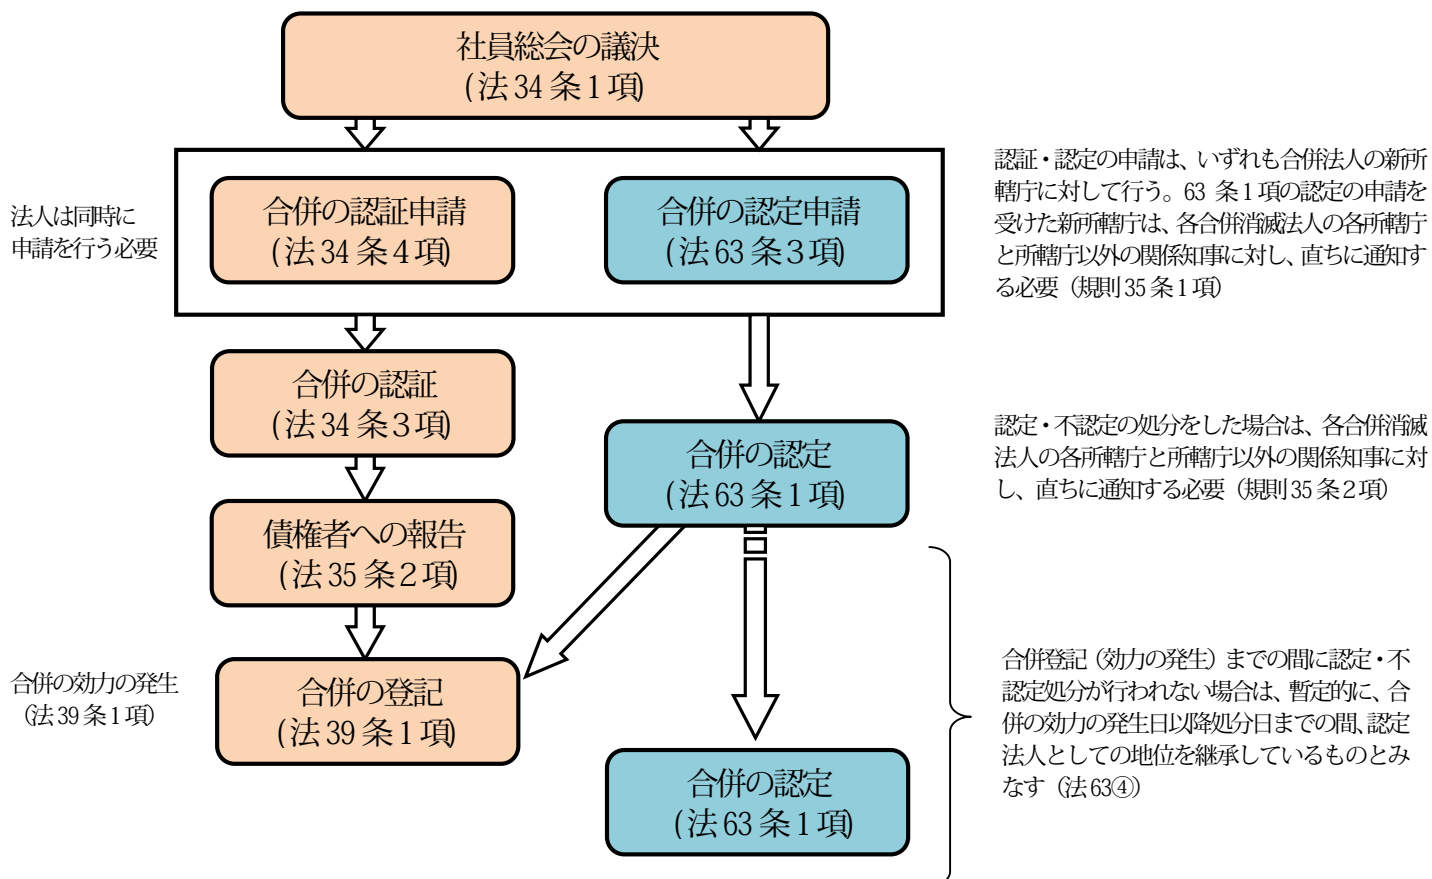 社員総会の議決
(法34条1項)
法人は同時に
申請を行う必要
合併の認証申請
(法34条4項)
合併の認定申請
(法63条3項)
認証・認定の申請は、いずれも合併法人の新所
轄庁に対して行う。63 条1項の認定の申請を
受けた新所轄庁は、各合併消滅法人の各所轄庁
と所轄庁以外の関係知事に対し、直ちに通知す
る必要（規則35条1項）
合併の認証
(法34条3項)
合併の認定
(法63条1項)
認定・不認定の処分をした場合は、各合併消滅
法人の各所轄庁と所轄庁以外の関係知事に対
し、直ちに通知する必要（規則35条2項）
債権者への報告
(法35条2項)
合併の効力の発生
（法39条1項）
合併の登記
(法39条1項)
合併登記（効力の発生）までの間に認定・不
認定処分が行われない場合は、暫定的に、合
併の効力の発生日以降処分日までの間、認定
法人としての地位を継承しているものとみ
なす（法63④）
合併の認定
(法63条1項)